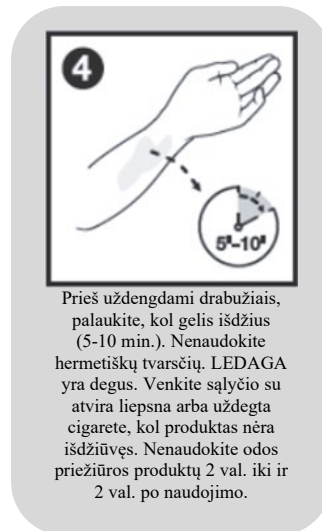 4
5'-10'
Prieš uždengdami drabužiais,
palaukite, kol gelis išdžius
(5-10 min.). Nenaudokite
hermetiškų tvarsčių. LEDAGA
yra degus. Venkite sąlyčio su
atvira liepsna arba uždegta
cigarete, kol produktas nėra
išdžiūvęs. Nenaudokite odos
priežiūros produktų 2 val. iki ir
2 val. po naudojimo.